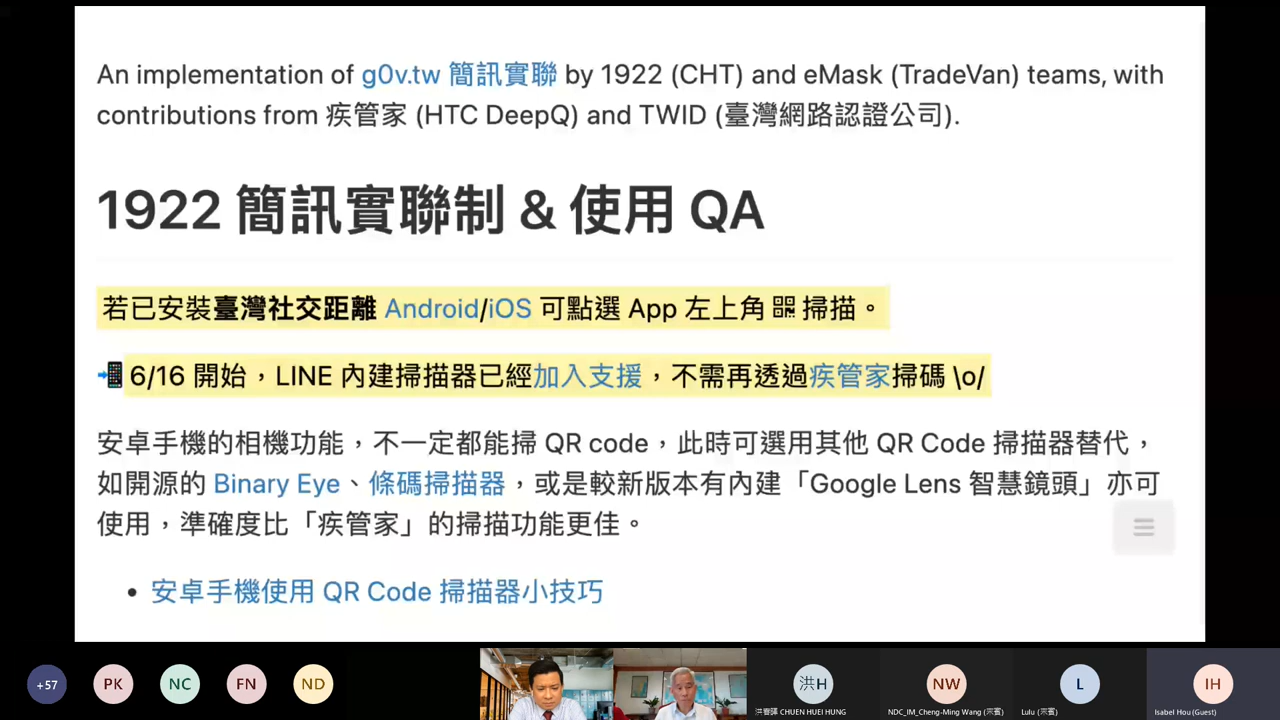 An implementation of g0v.tw 簡訊實聯 by 1922 (CHT) and eMask (TradeVan) teams, with
contributions from 疾管家 (HTC DeepQ) and TWID (臺灣網路認證公司).
1922 簡訊實聯制 & 使用 QA
若已安裝臺灣社交距離 Android/iOS 可點選 App 左上角 掃描。
6/16 開始，LINE 內建掃描器已經加入支援，不需再透過疾管家掃碼 \o/
安卓手機的相機功能，不一定都能掃 QR code，此時可選用其他 QR Code 掃描器替代，
如開源的 Binary Eye、條碼掃描器，或是較新版本有內建「Google Lens 智慧鏡頭」亦可
使用，準確度比「疾管家」的掃描功能更佳。
• 安卓手機使用 QR Code 掃描器小技巧
+57
PK
NC
FN
ND
洪H
NW
L
IH
洪春暉 CHUEN HUEI HUNG
NDC_IM_Cheng-Ming Wang (來賓)
Lulu (來賓)
Isabel Hou (Guest)